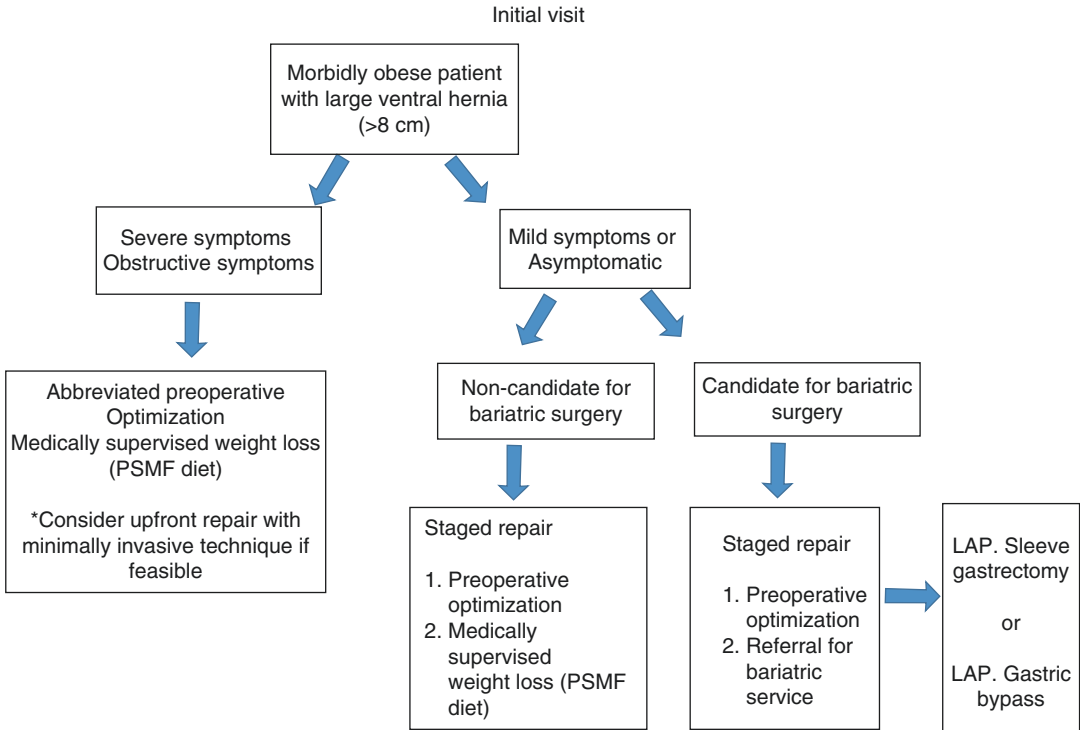 Initial visit
Morbidly obese patient
with large ventral hernia
(>8 cm)
Severe symptoms
Obstructive symptoms
Mild symptoms or
Asymptomatic
Abbreviated preoperative
Optimization
Medically supervised weight loss
(PSMF diet)
*Consider upfront repair with
minimally invasive technique if
feasible
Non-candidate for
bariatric surgery
Candidate for bariatric
surgery
Staged repair
1. Preoperative
optimization
2. Medically
supervised
weight loss (PSMF
diet)
Staged repair
1. Preoperative
optimization
2. Referral for
bariatric
service
LAP. Sleeve
gastrectomy
or
LAP. Gastric
bypass